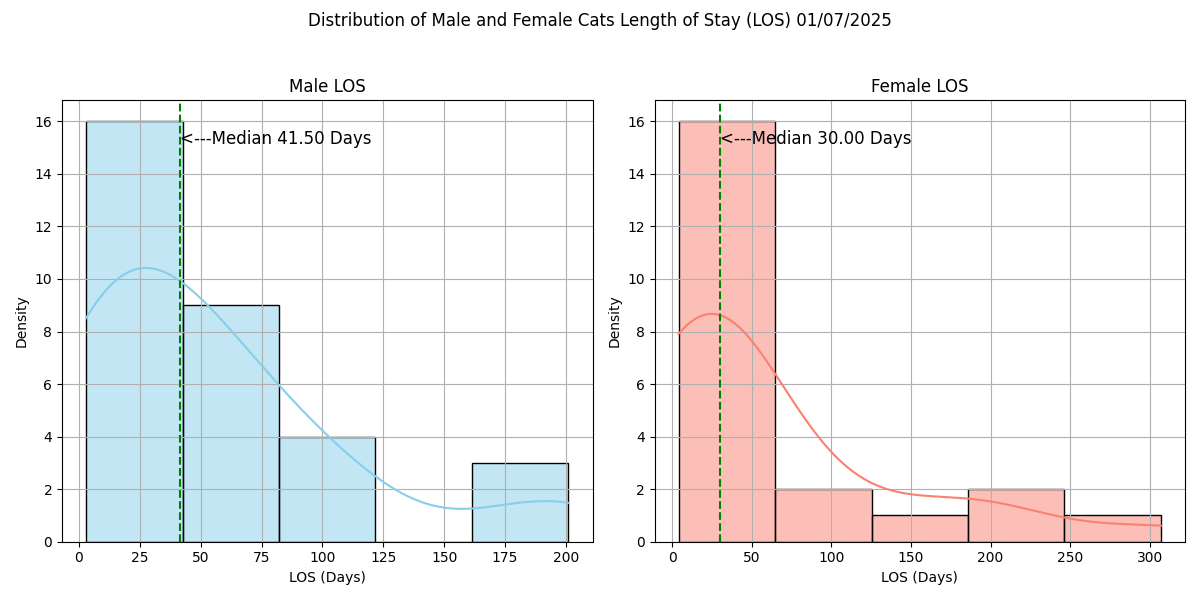 Distribution of Male and Female Cats Length of Stay (LOS) 01/07/2025
Male LOS
16
14
12
10
8
6
4
2
0
Density
<---Median 41.50 Days
0 25 50 75 100 125 150 175 200
LOS (Days)
Female LOS
16
14
12
10
8
6
4
2
0
Density
<---Median 30.00 Days
0 50 100 150 200 250 300
LOS (Days)